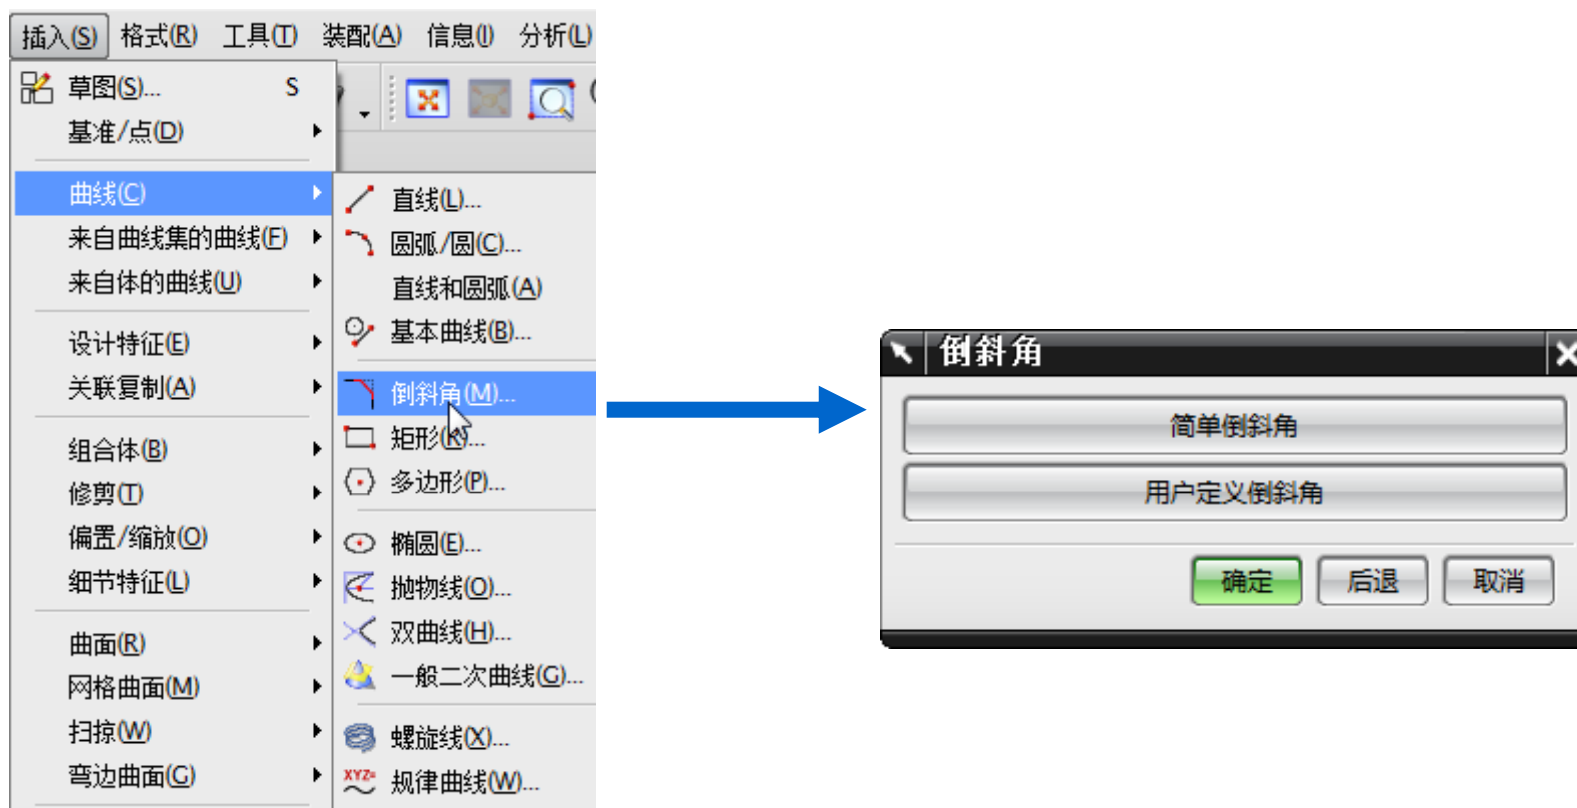 插入(S) 格式(R) 工具(T) 装配(A) 信息(I) 分析(L)
草图(S)... S
基准/点(D)
曲线(C)
来自曲线集的曲线(F)
来自体的曲线(U)
设计特征(E)
关联复制(A)
组合体(B)
修剪(T)
偏置/缩放(O)
细节特征(L)
曲面(R)
网格曲面(M)
扫掠(W)
弯边曲面(G)
直线(L)...
圆弧/圆(C)...
直线和圆弧(A)
基本曲线(B)...
倒斜角(M)...
矩形(R)...
多边形(P)...
椭圆(E)...
抛物线(O)...
双曲线(H)...
一般二次曲线(G)...
螺旋线(X)...
XYZ= 规律曲线(W)...
倒斜角
简单倒斜角
用户定义倒斜角
确定 后退 取消